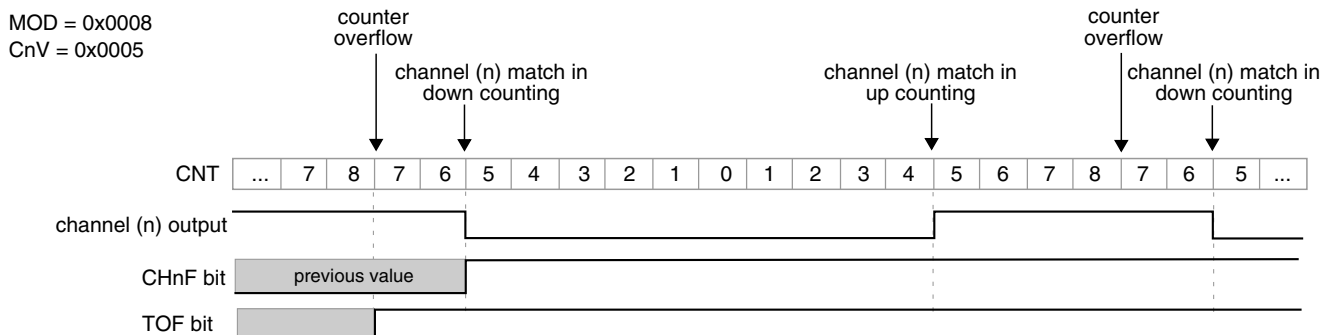 MOD = 0x0008
CnV = 0x0005
counter
overflow
channel (n) match in
down counting
channel (n) match in
up counting
counter
overflow
channel (n) match in
down counting
CNT ... 7 8 7 6 5 4 3 2 1 0 1 2 3 4 5 6 7 8 7 6 5 ...
channel (n) output
CHnF bit previous value
TOF bit